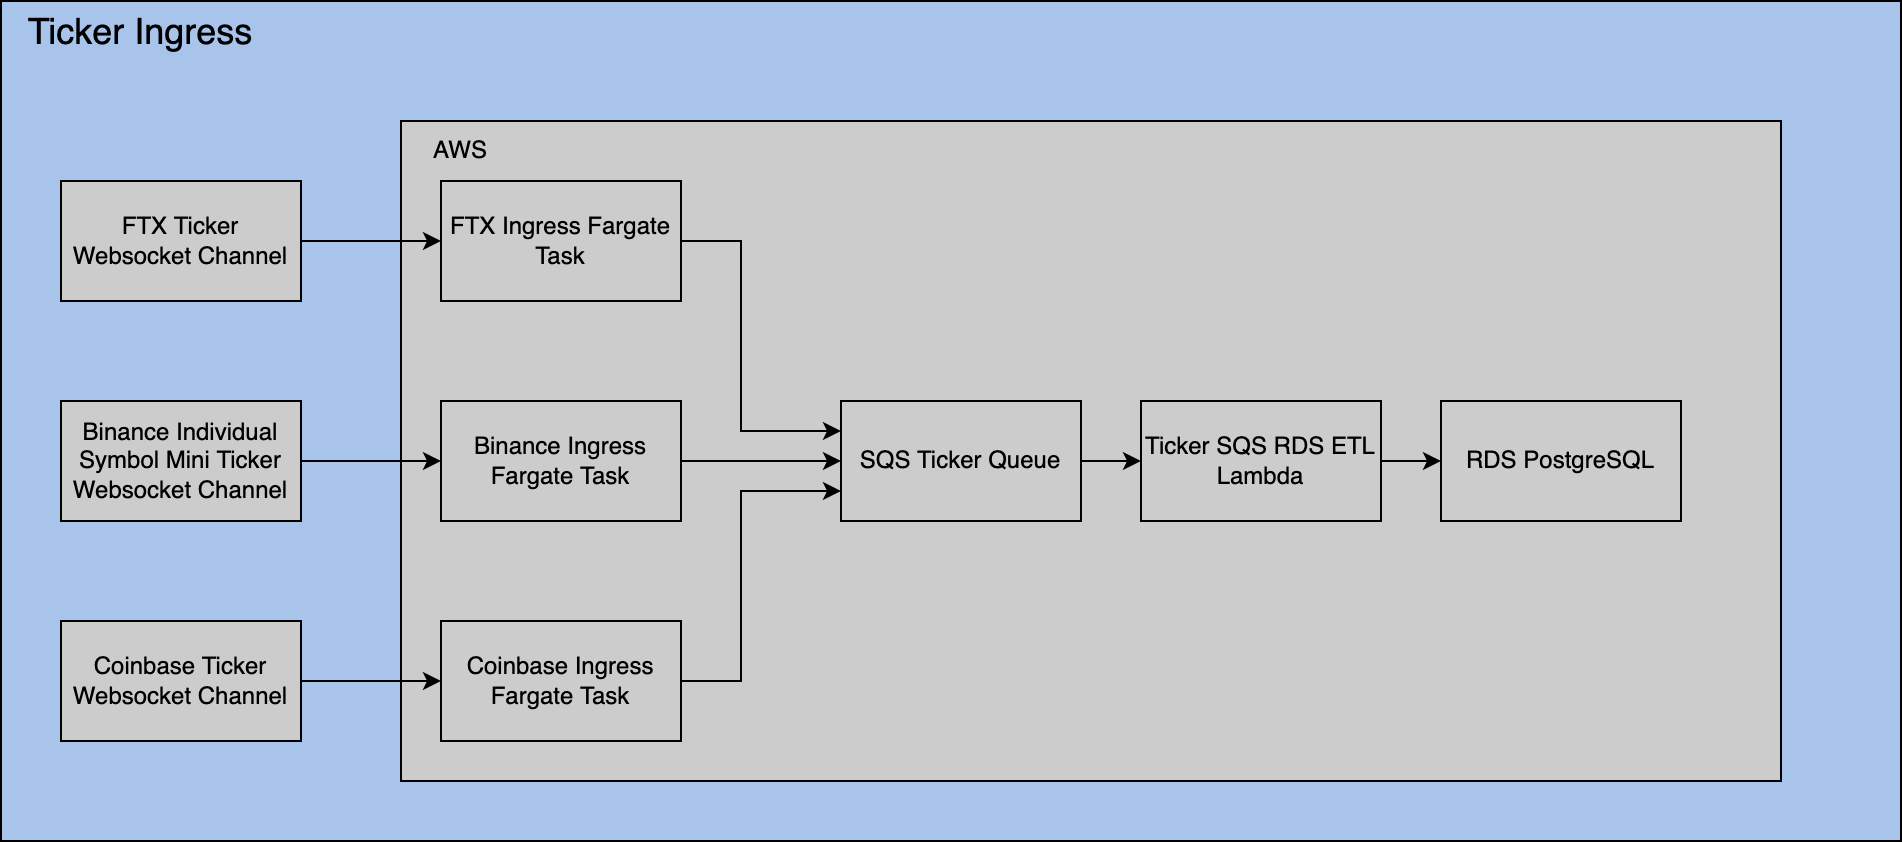 Ticker Ingress
AWS
FTX Ticker
Websocket Channel
FTX Ingress Fargate
Task
Binance Individual
Symbol Mini Ticker
Websocket Channel
Binance Ingress
Fargate Task
SQS Ticker Queue
Ticker SQS RDS ETL
Lambda
RDS PostgreSQL
Coinbase Ticker
Websocket Channel
Coinbase Ingress
Fargate Task